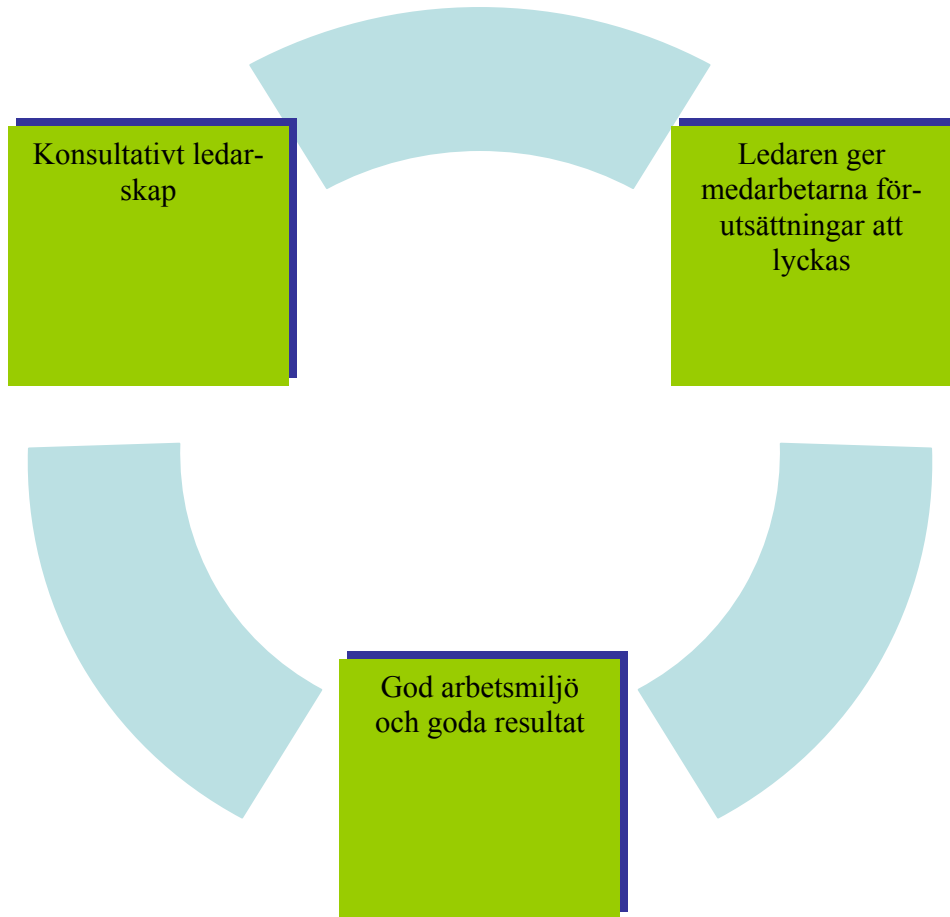 Konsultativt ledar-
skap
Ledaren ger
medarbetarna för-
utsättningar att
lyckas
God arbetsmiljö
och goda resultat